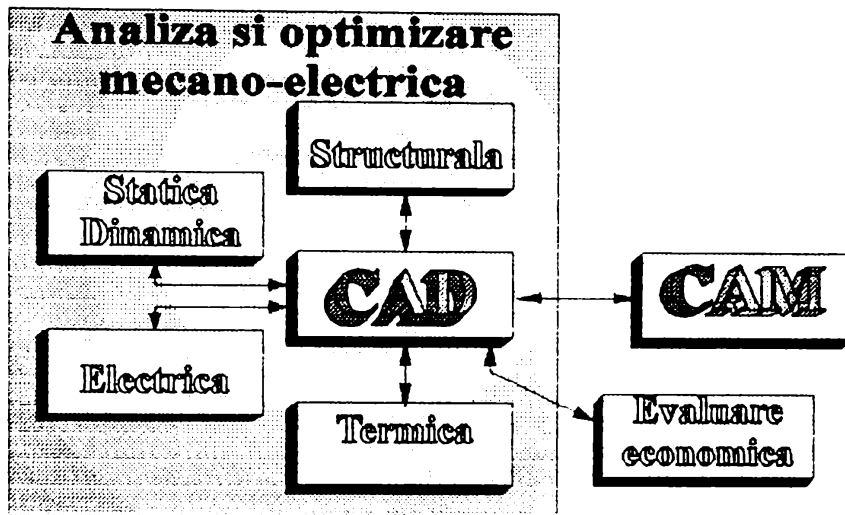 Analiza si optimizare
mecano-electrica
Structurala
Statica
Dinamica
CAD
CAM
Electrica
Termica
Evaluare
economica